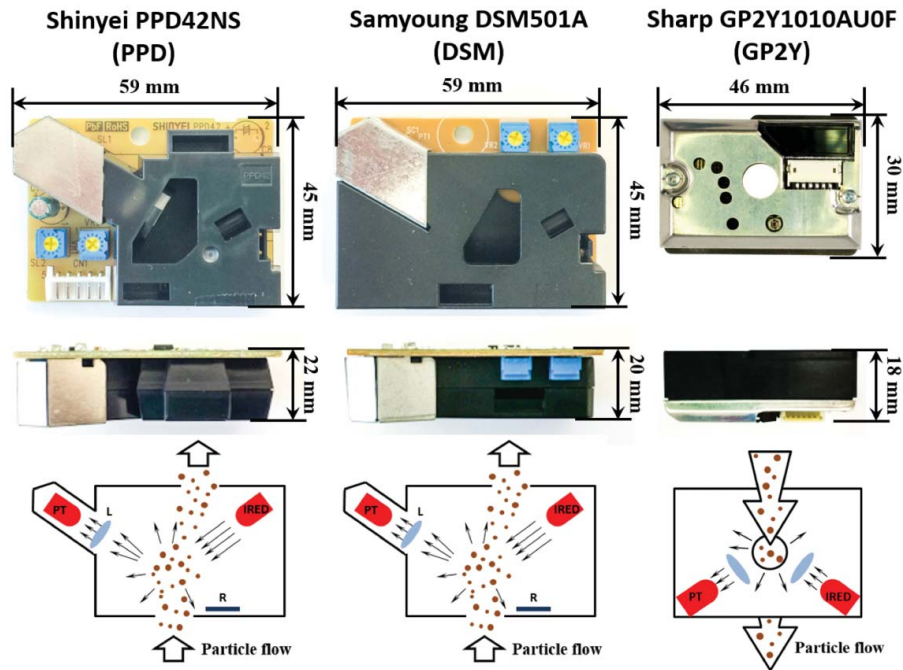 Shinyei PPD42NS
(PPD)
Samyoung DSM501A
(DSM)
Sharp GP2Y1010AU0F
(GP2Y)
59 mm
59 mm
46 mm
PbF RoHS SHINYEI PPD42
SL1
2
PPD42
SL2
CN1
45 mm
SC1
PT1
VR2
VR1
45 mm
30 mm
22 mm
20 mm
18 mm
PT
L
IRED
R
Particle flow
PT
L
IRED
R
Particle flow
PT
IRED
Particle flow